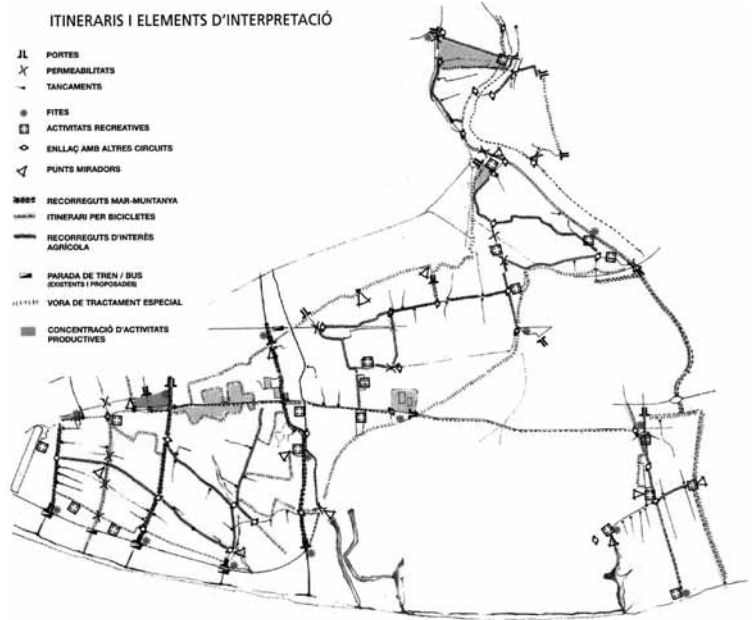 ITINERARIS I ELEMENTS D'INTERPRETACIÓ
PORTES
PERMEABILITATS
TANCAMENTS
FITES
ACTIVITATS RECREATIVES
ENLLAÇ AMB ALTRES CIRCUITS
PUNTS MIRADORS
RECORREGUTS MAR-MUNTANYA
ITINERARI PER BICICLETES
RECORREGUTS D'INTERÈS
AGRÍCOLA
PARADA DE TREN / BUS
(EXISTENTS I PROPOSADES)
VORA DE TRACTAMENT ESPECIAL
CONCENTRACIÓ D'ACTIVITATS
PRODUCTIVES